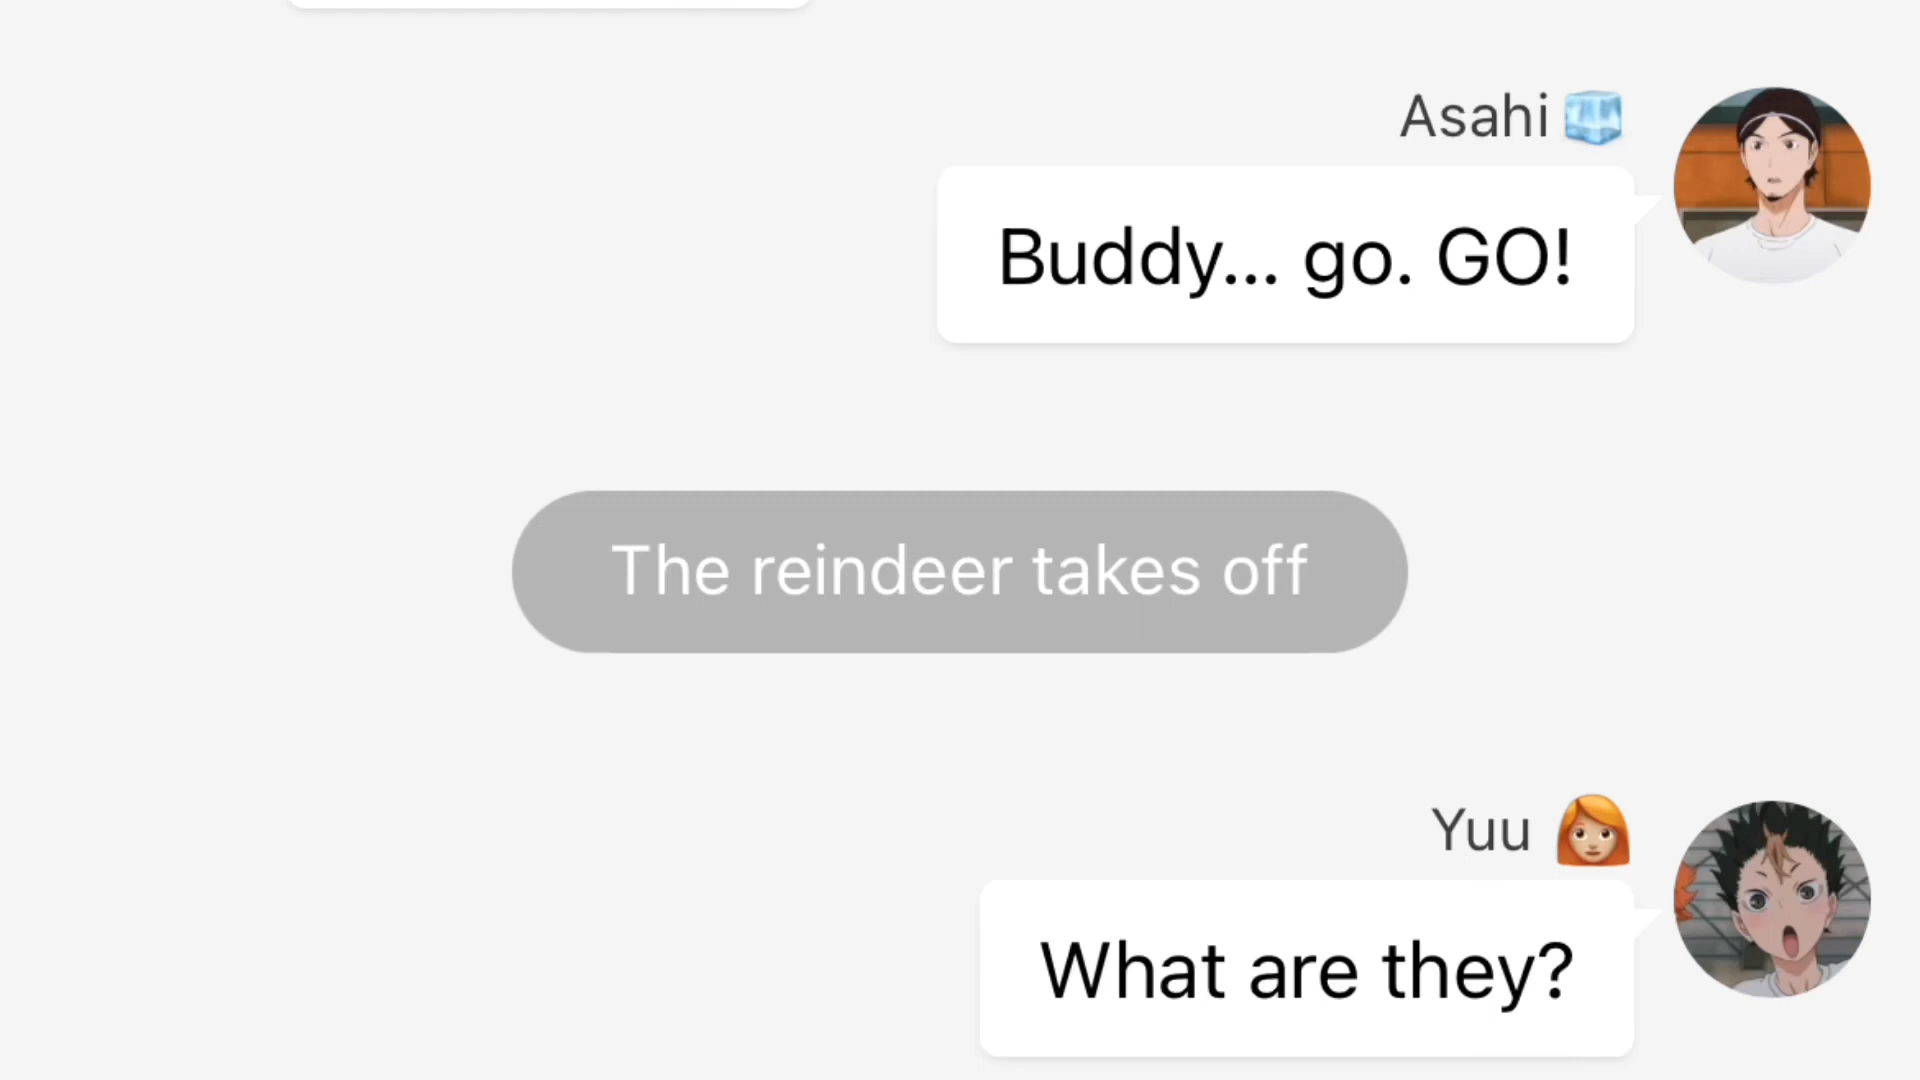 Asahi 🧊
Buddy... go. GO!
The reindeer takes off
Yuu 👩‍🦰
What are they?